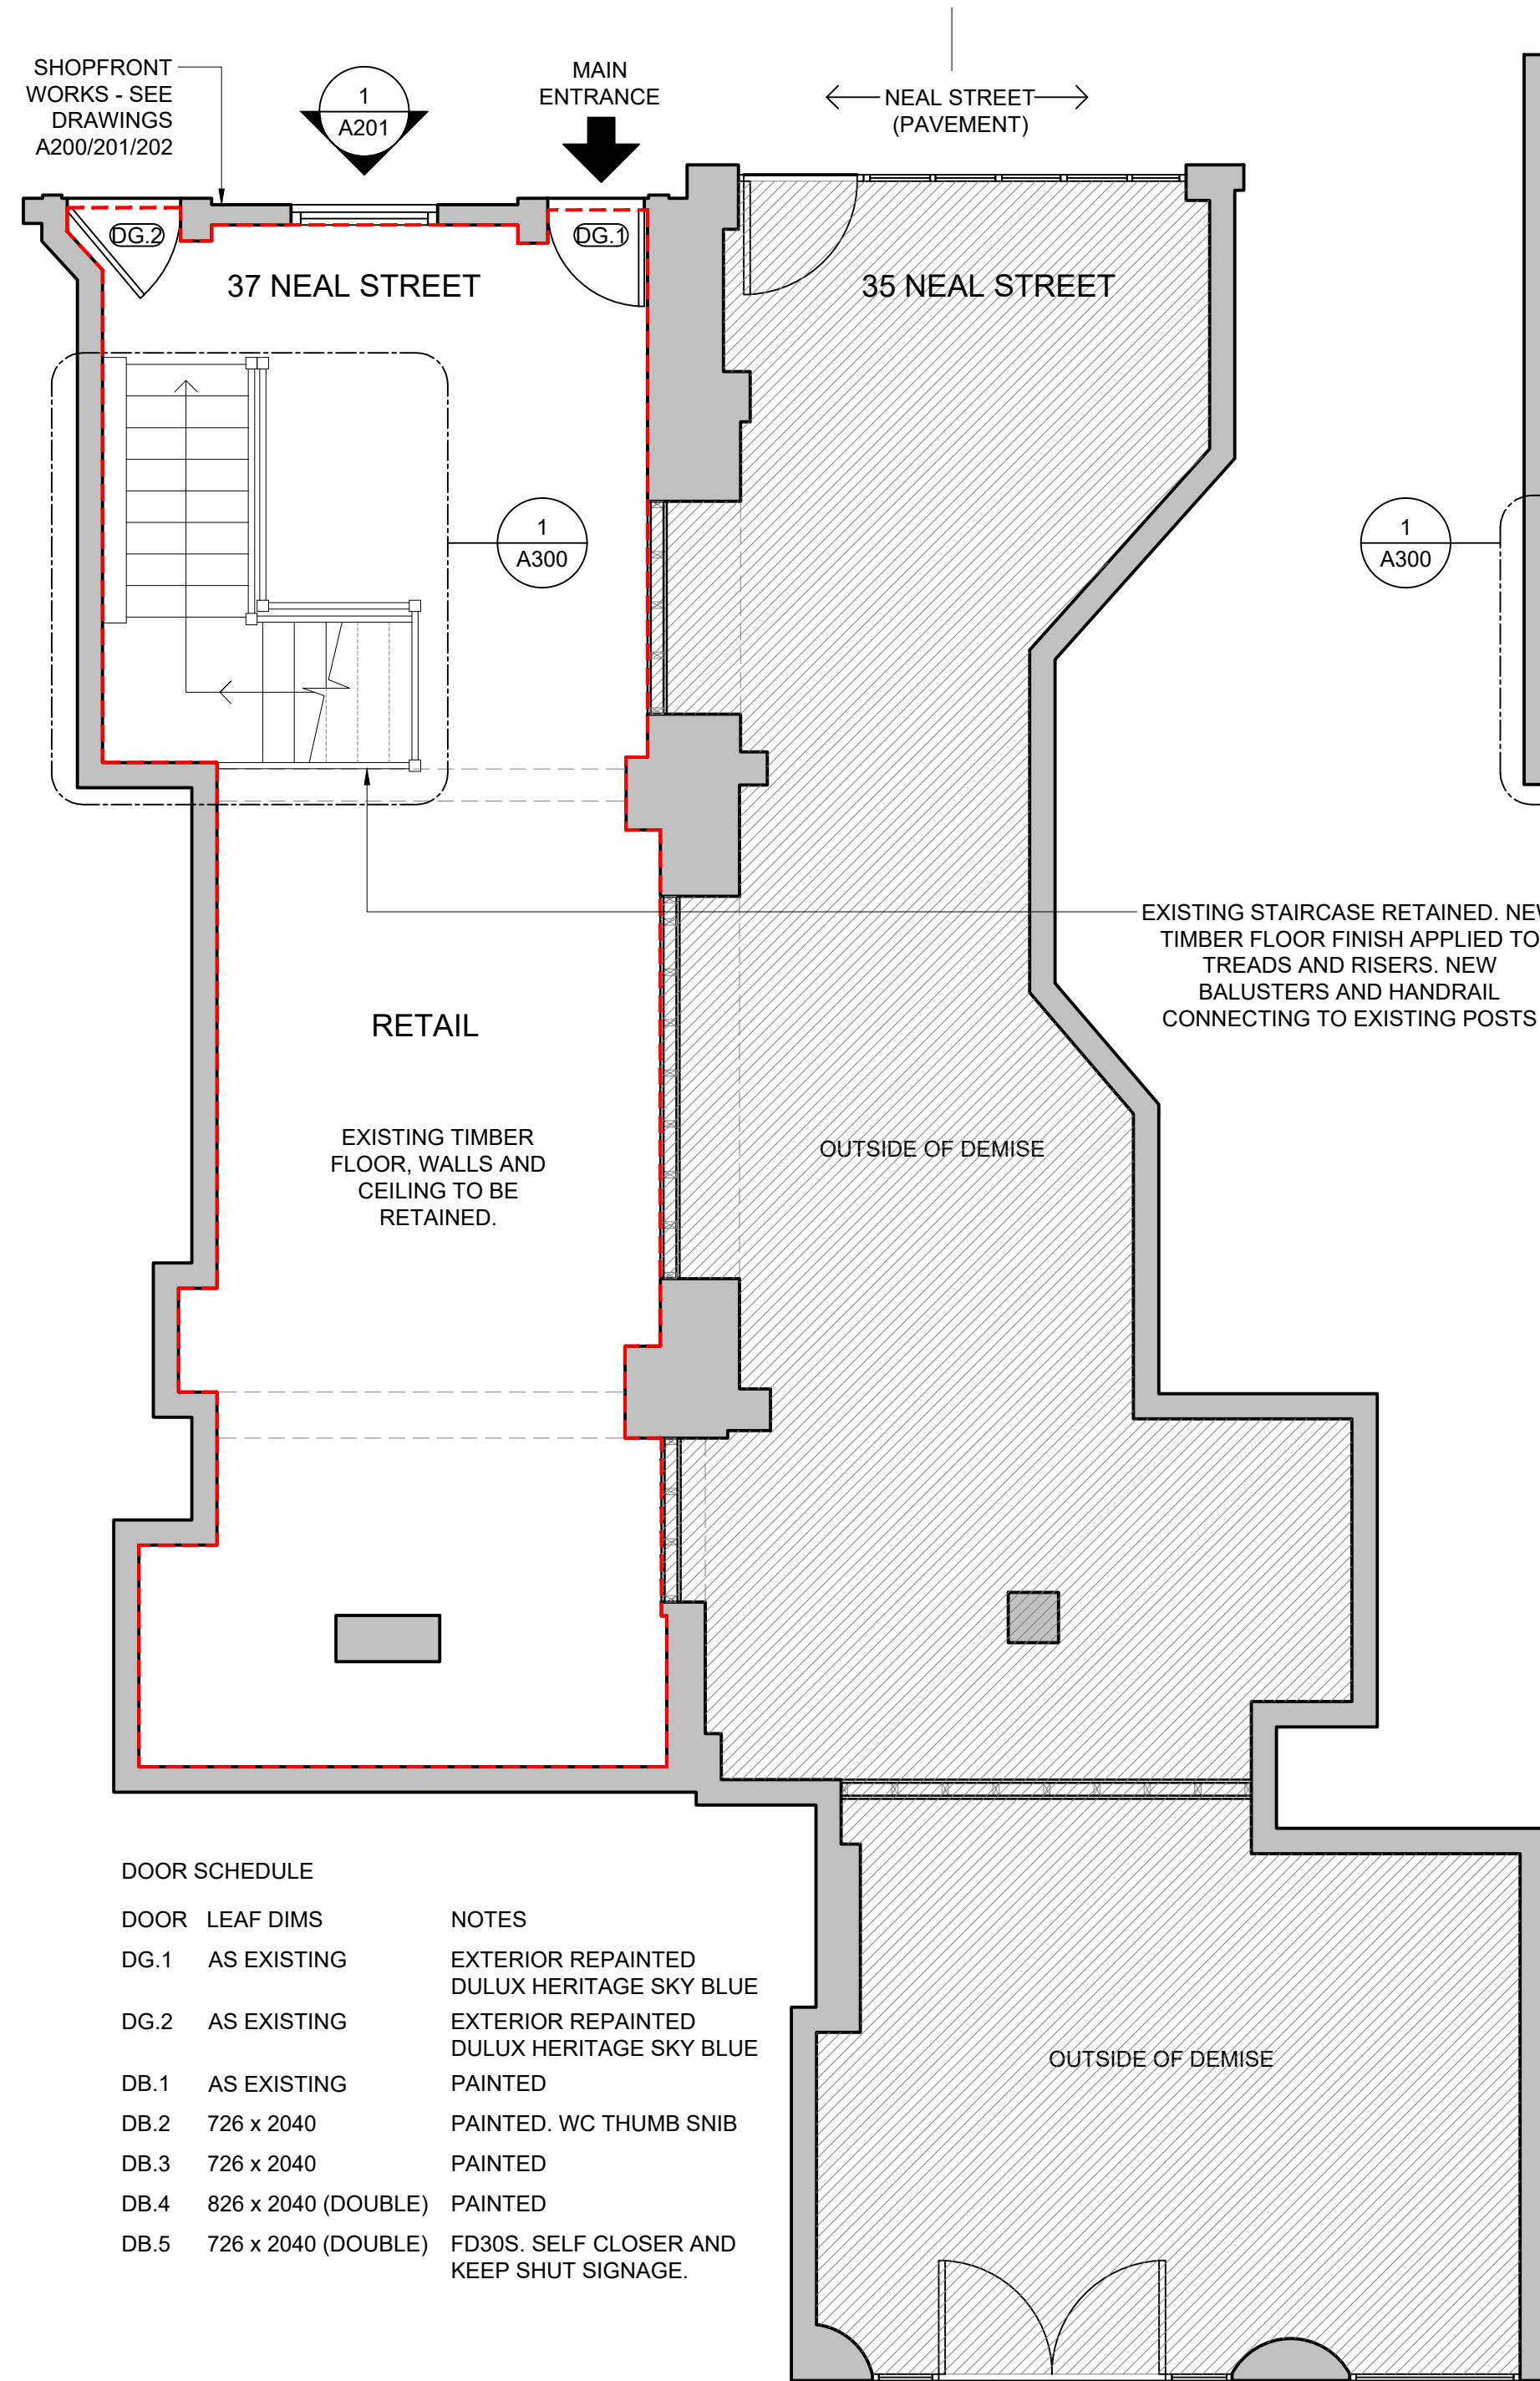 SHOPFRONT
WORKS - SEE
DRAWINGS
A200/201/202
1
A201
MAIN
ENTRANCE
NEAL STREET
(PAVEMENT)
DG.2
DG.1
37 NEAL STREET
35 NEAL STREET
1
A300
1
A300
EXISTING STAIRCASE RETAINED. NEW
TIMBER FLOOR FINISH APPLIED TO
TREADS AND RISERS. NEW
BALUSTERS AND HANDRAIL
CONNECTING TO EXISTING POSTS
RETAIL
EXISTING TIMBER
FLOOR, WALLS AND
CEILING TO BE
RETAINED.
OUTSIDE OF DEMISE
DOOR SCHEDULE
DOOR LEAF DIMS NOTES
DG.1 AS EXISTING EXTERIOR REPAINTED
DULUX HERITAGE SKY BLUE
DG.2 AS EXISTING EXTERIOR REPAINTED
DULUX HERITAGE SKY BLUE
DB.1 AS EXISTING PAINTED
DB.2 726 x 2040 PAINTED. WC THUMB SNIB
DB.3 726 x 2040 PAINTED
DB.4 826 x 2040 (DOUBLE) PAINTED
DB.5 726 x 2040 (DOUBLE) FD30S. SELF CLOSER AND
KEEP SHUT SIGNAGE.
OUTSIDE OF DEMISE